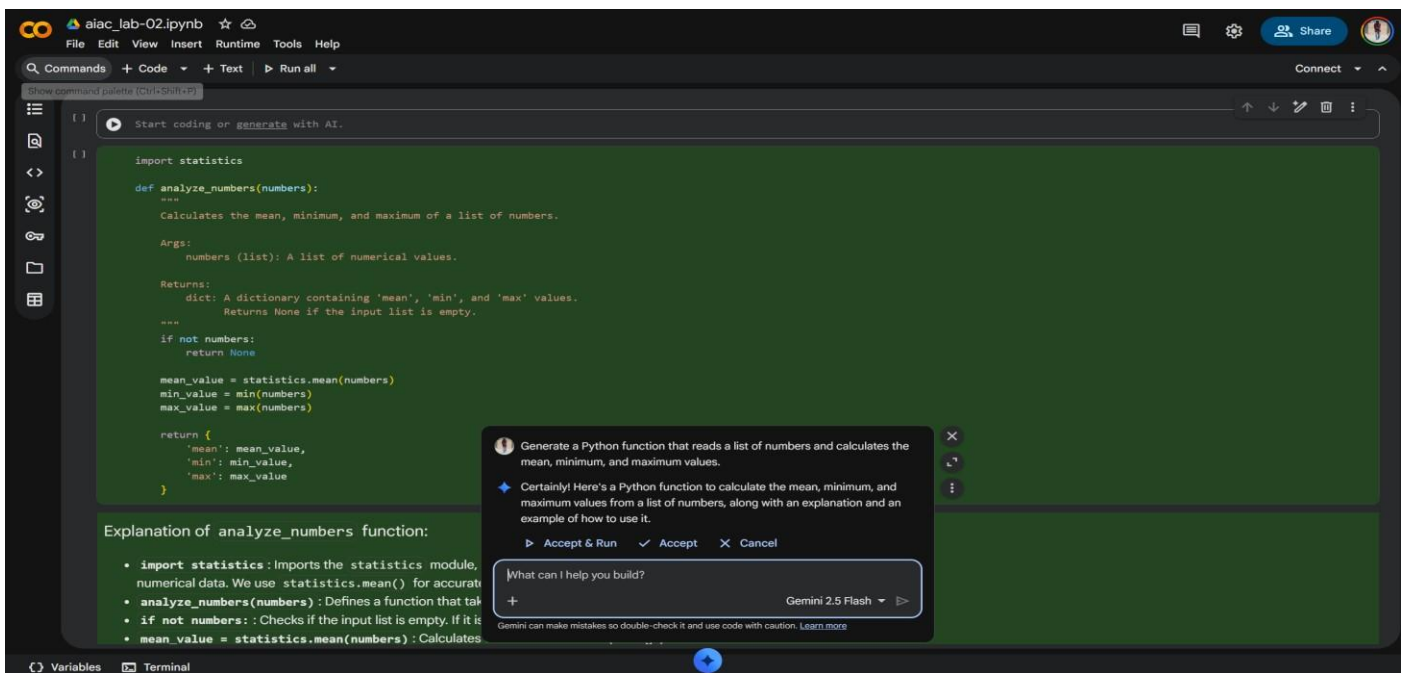 CO aiac_lab-02.ipynb
File Edit View Insert Runtime Tools Help
Share
Commands + Code + Text Run all
Connect
Show command palette (Ctrl+Shift+P)
[ ] Start coding or generate with AI.
[ ]
import statistics
def analyze_numbers(numbers):
"""
Calculates the mean, minimum, and maximum of a list of numbers.
Args:
numbers (list): A list of numerical values.
Returns:
dict: A dictionary containing 'mean', 'min', and 'max' values.
Returns None if the input list is empty.
"""
if not numbers:
return None
mean_value = statistics.mean(numbers)
min_value = min(numbers)
max_value = max(numbers)
return {
'mean': mean_value,
'min': min_value,
'max': max_value
}
Explanation of analyze_numbers function:
• import statistics : Imports the statistics module,
numerical data. We use statistics.mean() for
• analyze_numbers(numbers) : Defines a function that
• if not numbers: : Checks if the input list is empty. If it is
• mean_value = statistics.mean(numbers) : Calculates
Generate a Python function that reads a list of numbers and calculates the
mean, minimum, and maximum values.
Certainly! Here's a Python function to calculate the mean, minimum, and
maximum values from a list of numbers, along with an explanation and an
example of how to use it.
Accept & Run Accept Cancel
What can I help you build?
+ Gemini 2.5 Flash
Gemini can make mistakes so double-check it and use code with caution. Learn more
{} Variables Terminal